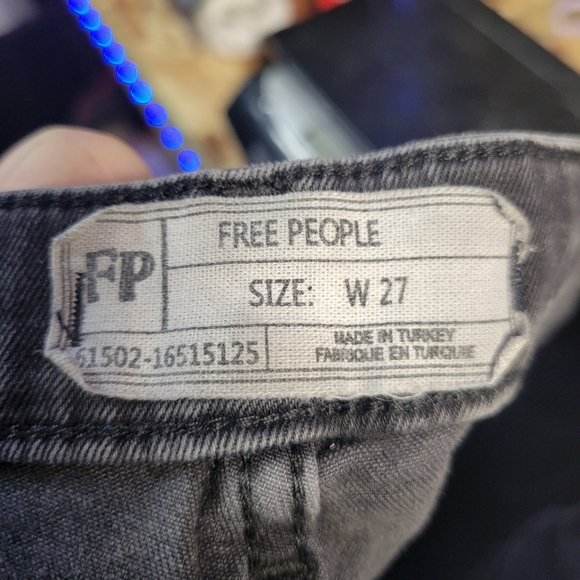 FP
FREE PEOPLE
SIZE: W 27
61502-16515125
MADE IN TURKEY
FABRIQUE EN TURQUIE